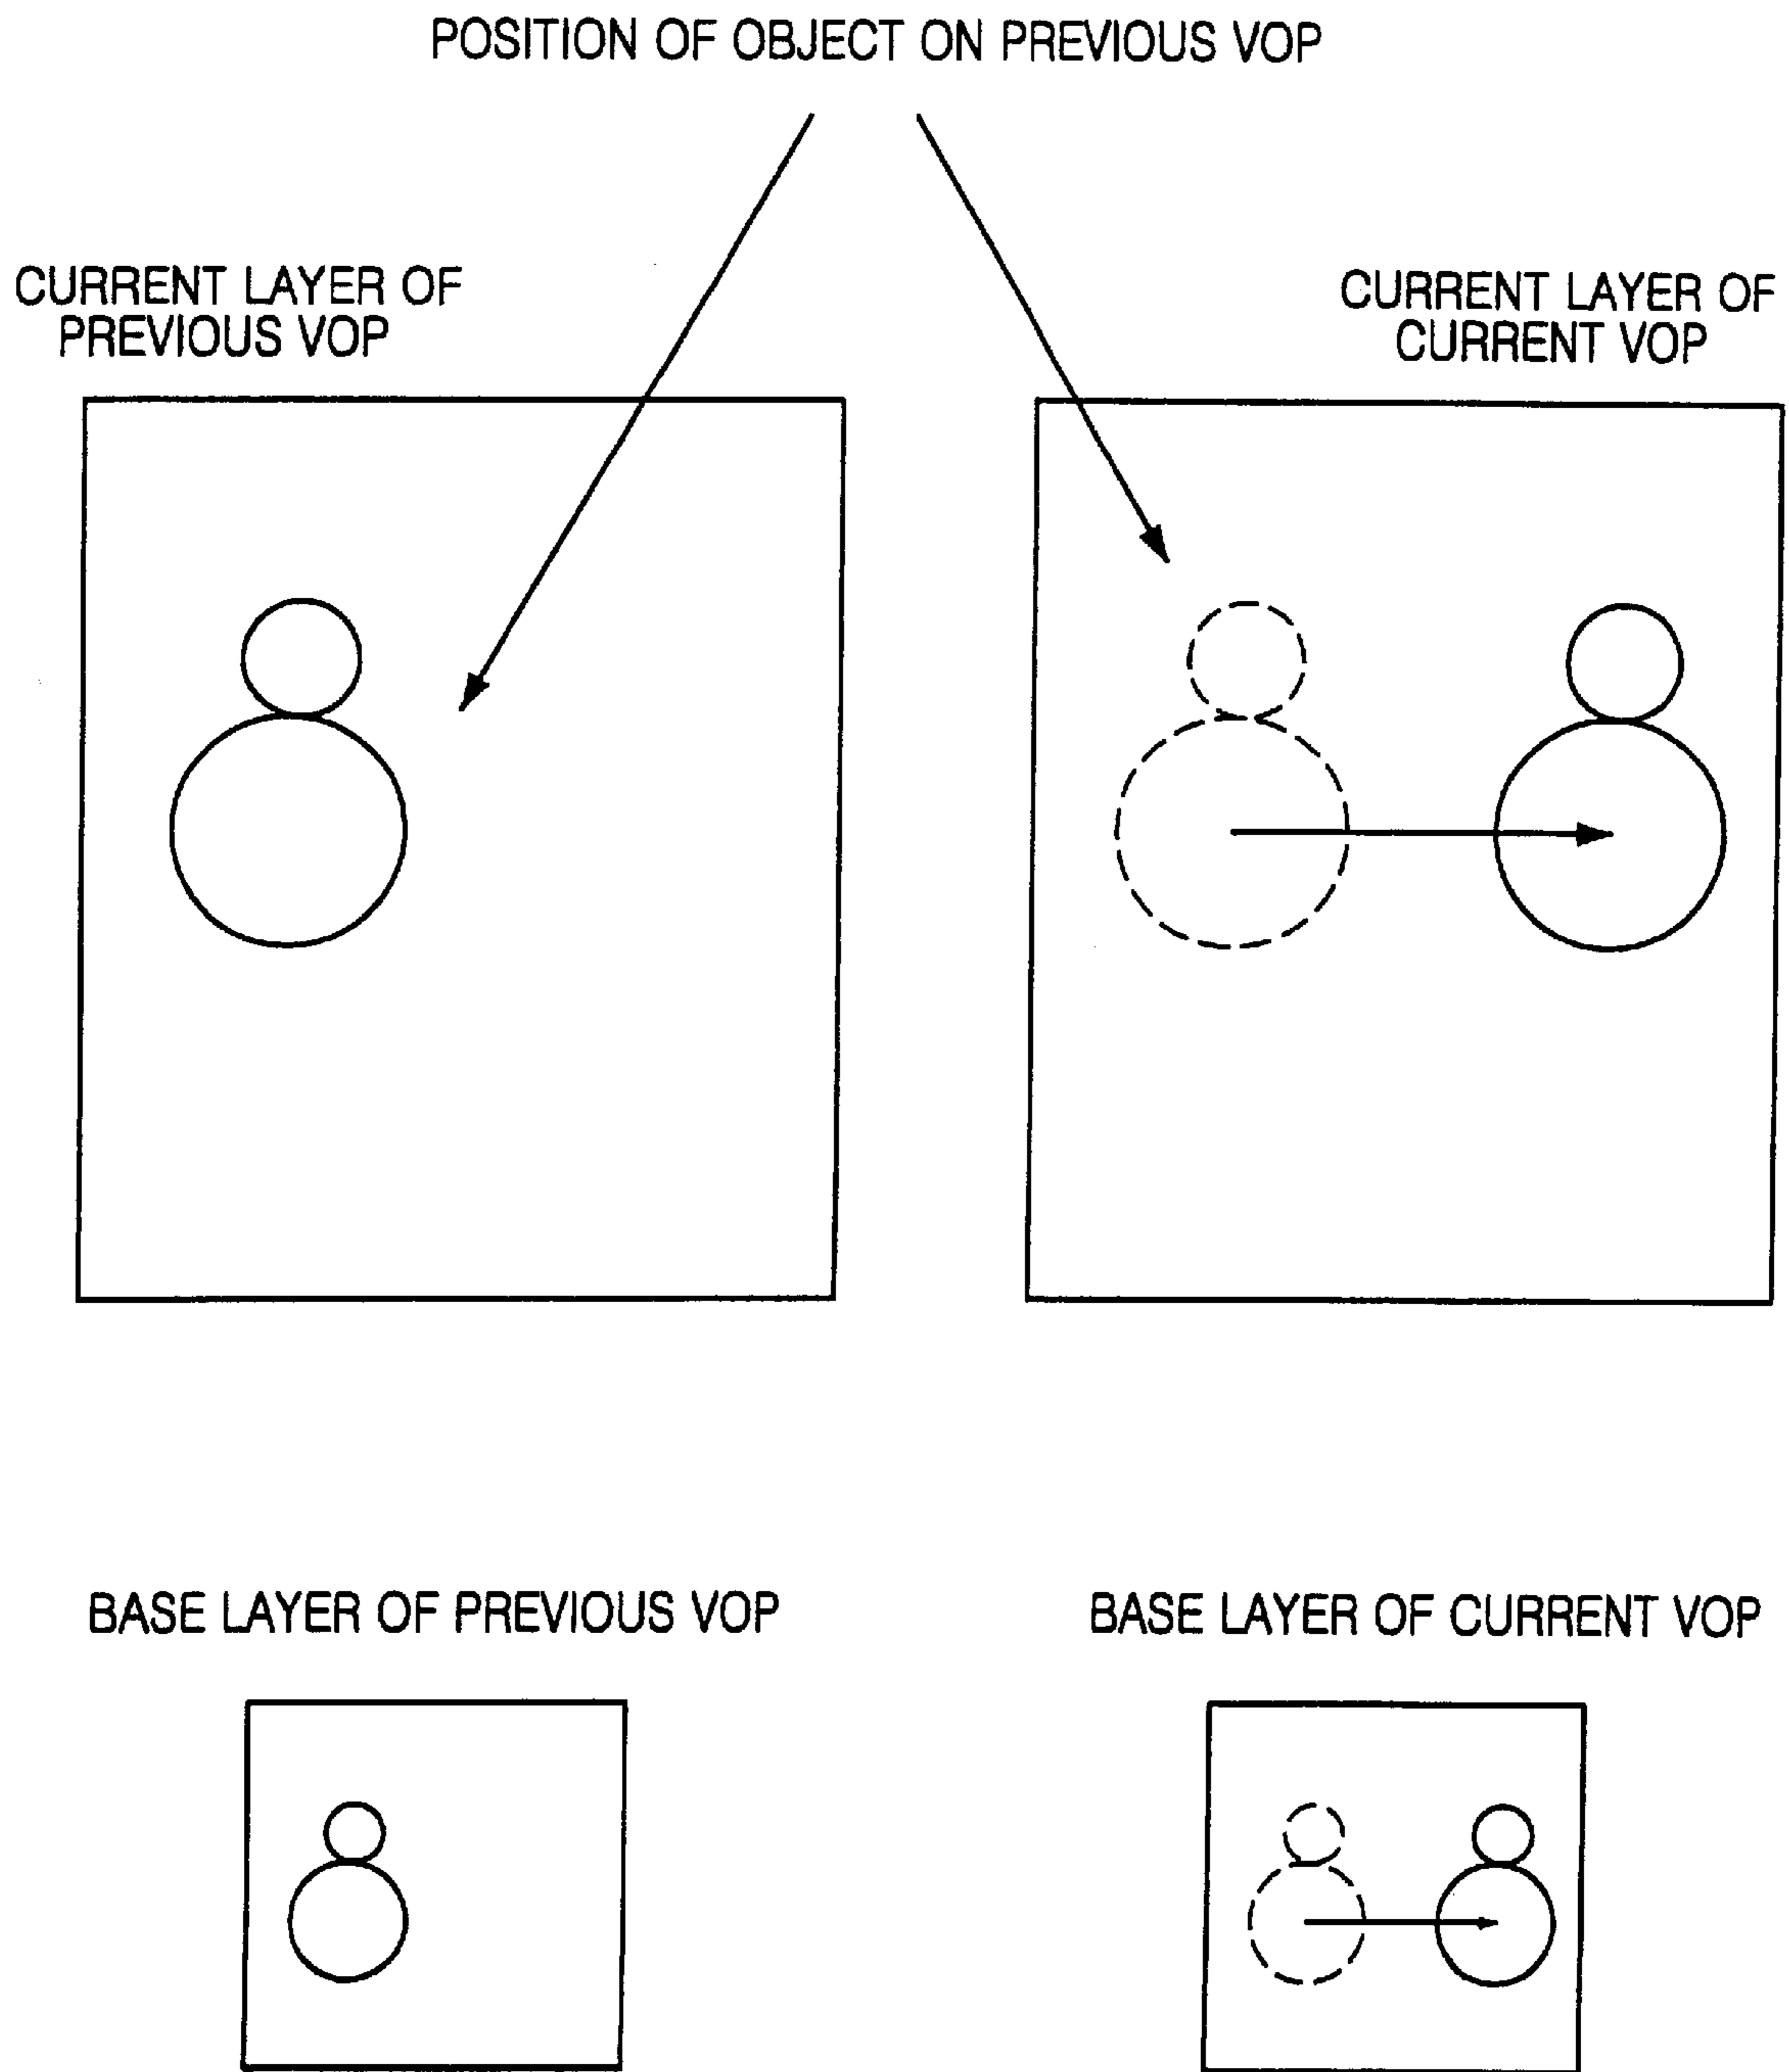 POSITION OF OBJECT ON PREVIOUS VOP
CURRENT LAYER OF
PREVIOUS VOP
CURRENT LAYER OF
CURRENT VOP
BASE LAYER OF PREVIOUS VOP
BASE LAYER OF CURRENT VOP